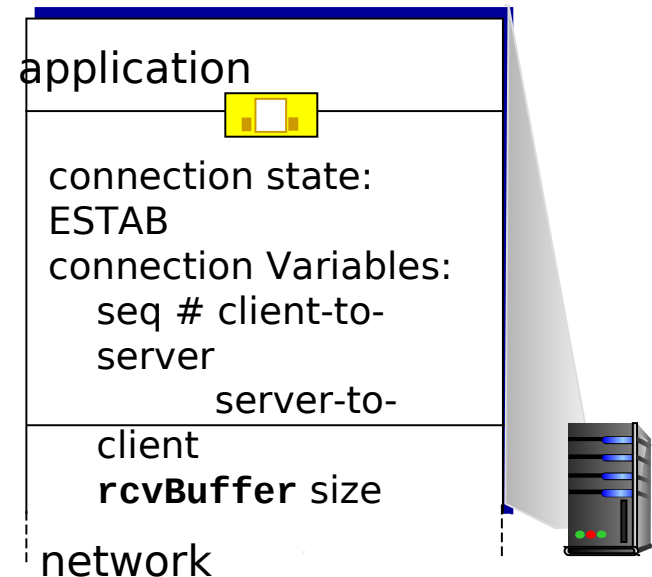 application
connection state:
ESTAB
connection Variables:
seq # client-to-
server
server-to-
client
rcvBuffer size
network